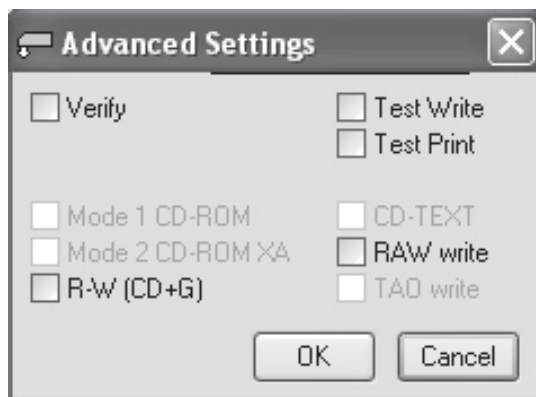 Advanced Settings
Verify
Test Write
Test Print
Mode 1 CD-ROM
CD-TEXT
Mode 2 CD-ROM XA
RAW write
R-W (CD+G)
TAO write
OK
Cancel